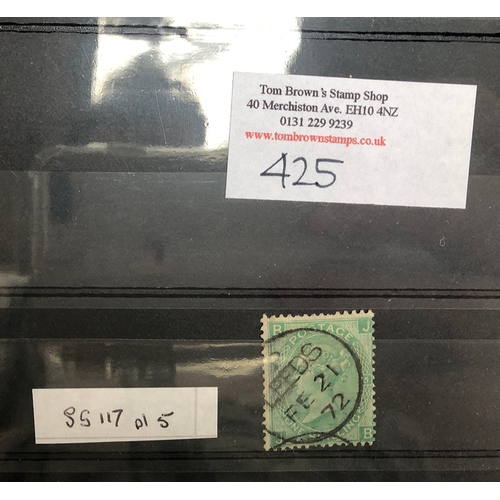 Tom Brown's Stamp Shop
40 Merchiston Ave. EH10 4NZ
0131 229 9239
www.tombrownstamps.co.uk
425
R POSTAGE J
LEEDS
FE 21
72
B
SG 117 pl 5